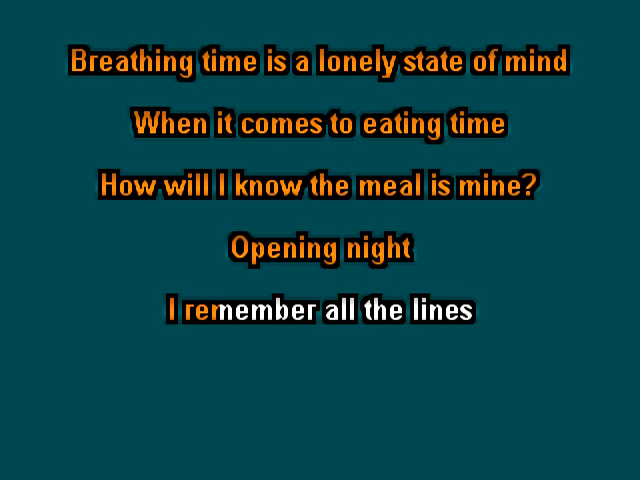 Breathing time is a lonely state of mind
When it comes to eating time
How will I know the meal is mine?
Opening night
I remember all the lines